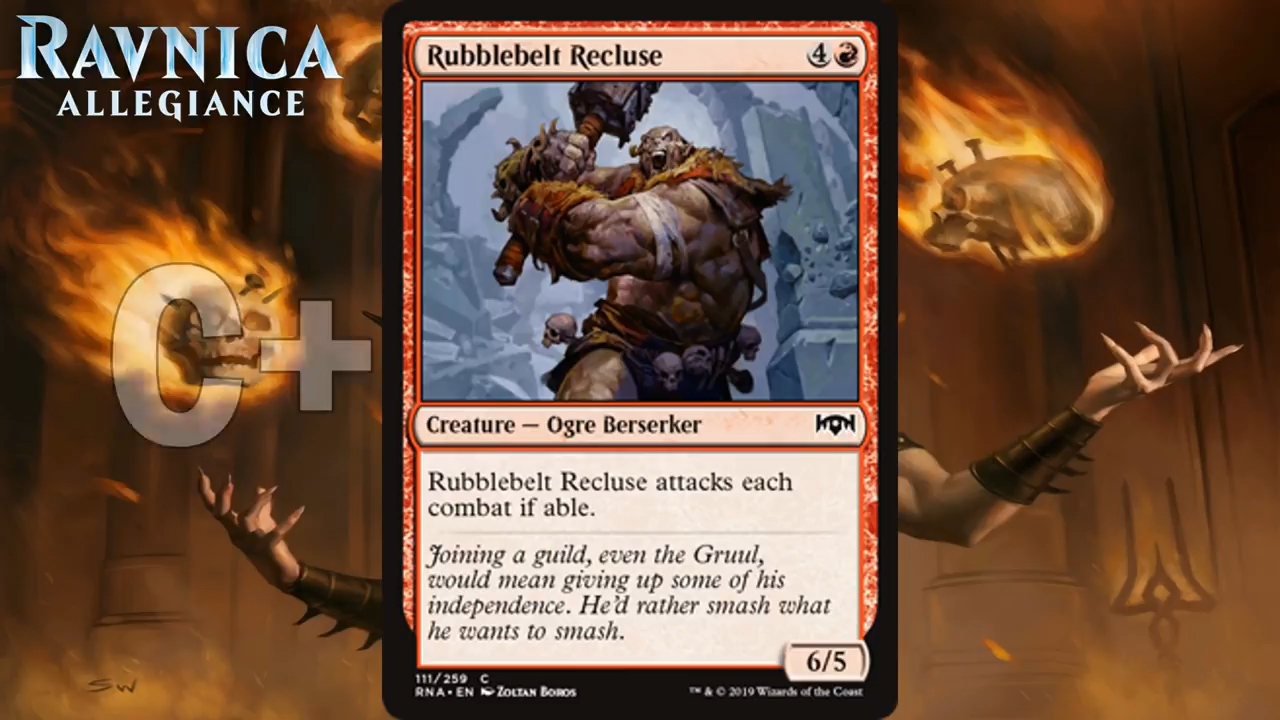 RAVNICA
ALLEGIANCE
C+
Rubblebelt Recluse 4
Creature — Ogre Berserker
Rubblebelt Recluse attacks each
combat if able.
Joining a guild, even the Gruul,
would mean giving up some of his
independence. He'd rather smash what
he wants to smash.
6/5
111/259 C
RNA • EN Zoltan Boros
™ & © 2019 Wizards of the Coast
SW